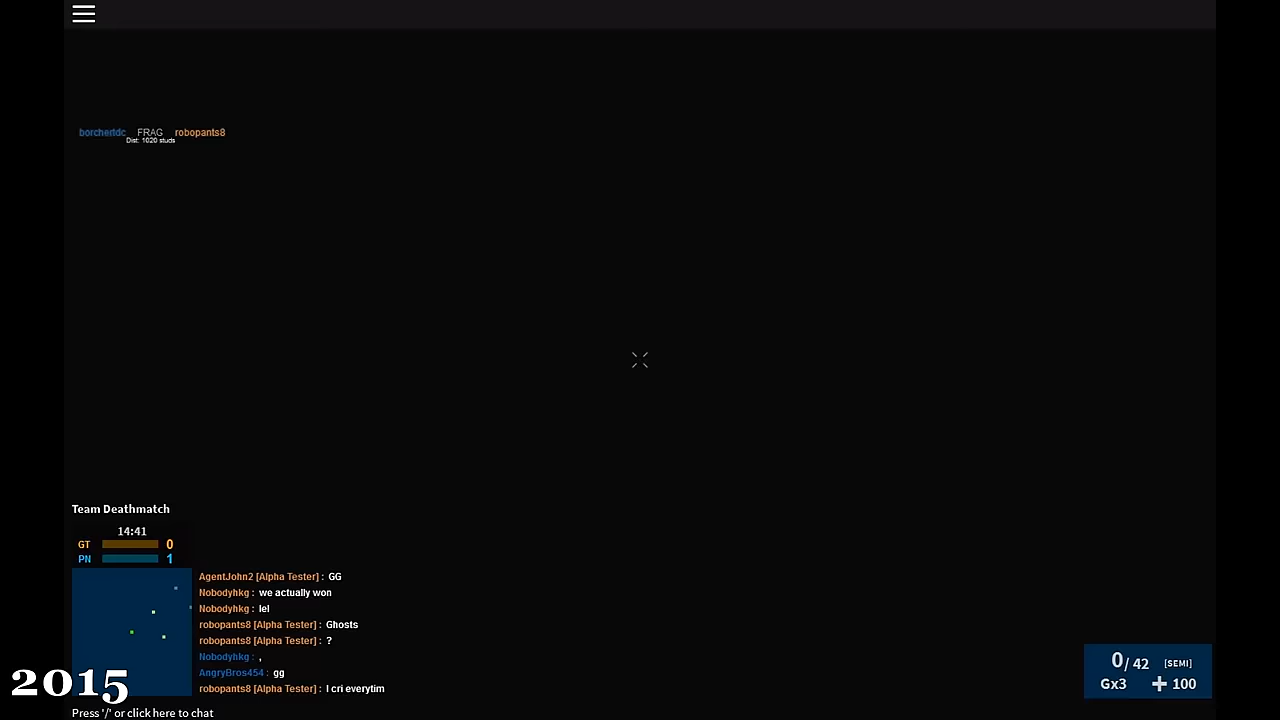 borchertdc FRAG robopants8
Dist: 1020 studs
Team Deathmatch
14:41
GT 0
PN 1
AgentJohn2 [Alpha Tester] : GG
Nobodyhkg : we actually won
Nobodyhkg : lel
robopants8 [Alpha Tester] : Ghosts
robopants8 [Alpha Tester] : ?
Nobodyhkg : ,
AngryBros454 : gg
robopants8 [Alpha Tester] : I cri everytim
Press '/' or click here to chat
2015
0/ 42 [SEMI]
Gx3 100